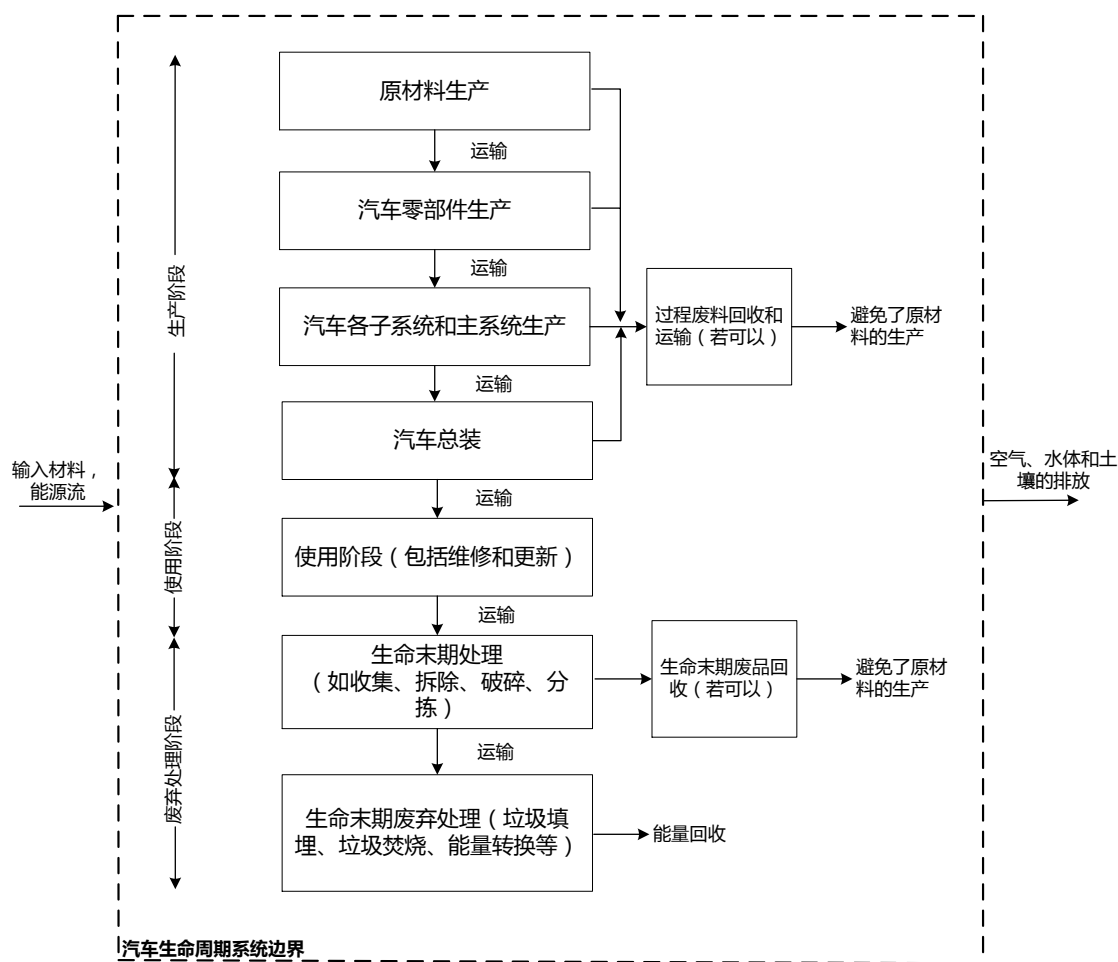 原材料生产
运输
汽车零部件生产
运输
汽车各子系统和主系统生产
过程废料回收和
运输（若可以）
避免了原材
料的生产
生产阶段
运输
汽车总装
输入材料，
能源流
空气、水体和土
壤的排放
运输
使用阶段
使用阶段（包括维修和更新）
运输
生命末期处理
（如收集、拆除、破碎、分
拣）
生命末期废品回
收（若可以）
避免了原材
料的生产
废弃处理阶段
运输
生命末期废弃处理（垃圾填
埋、垃圾焚烧、能量转换等）
能量回收
汽车生命周期系统边界